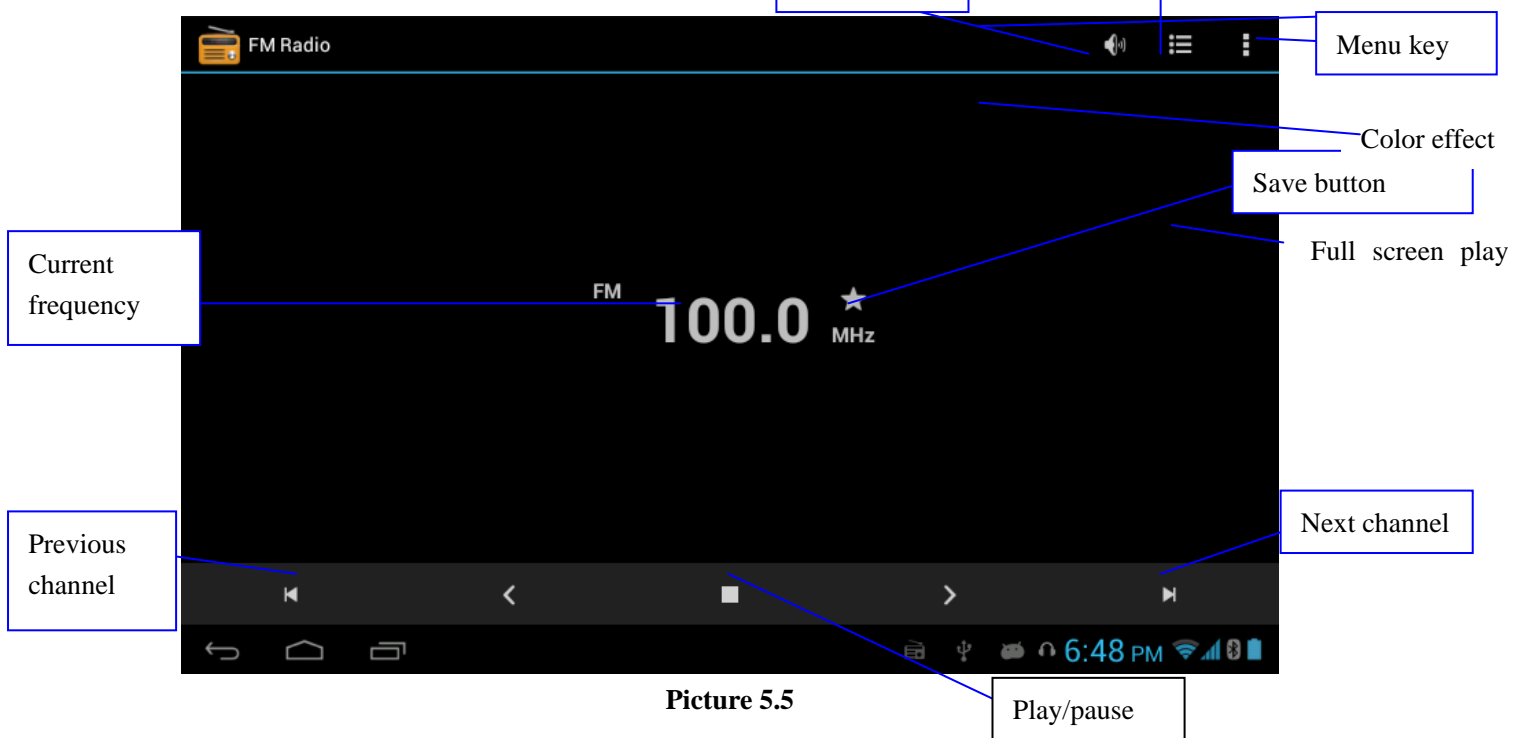 FM Radio
Menu key
Color effect
Save button
Full screen play
Current
frequency
FM
100.0
MHz
Next channel
Previous
channel
6:48 PM
Picture 5.5
Play/pause